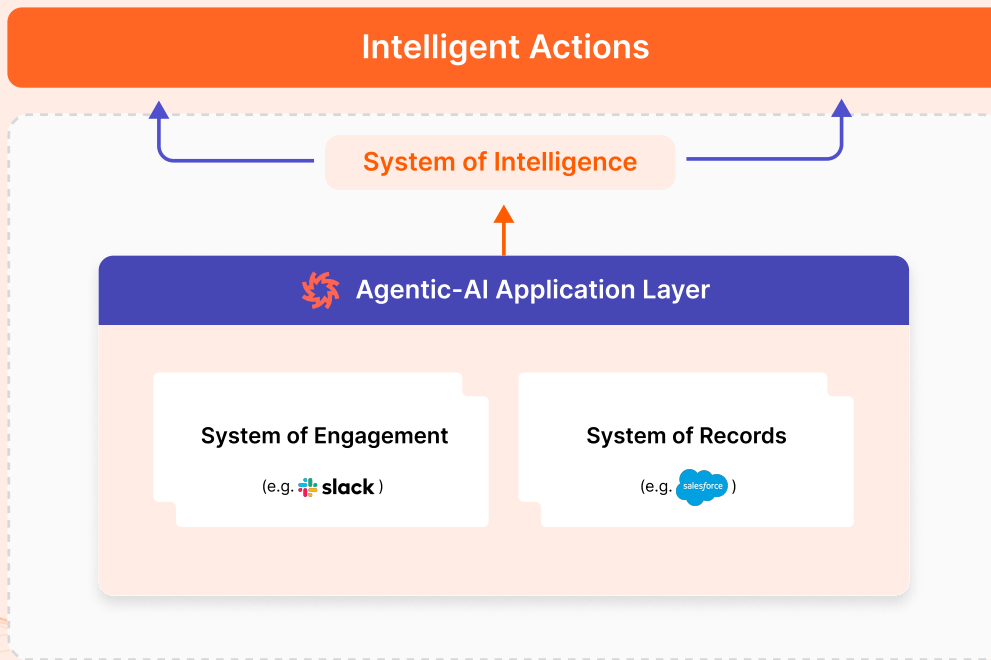 Intelligent Actions
System of Intelligence
Agentic-AI Application Layer
System of Engagement
(e.g. slack )
System of Records
(e.g. salesforce )